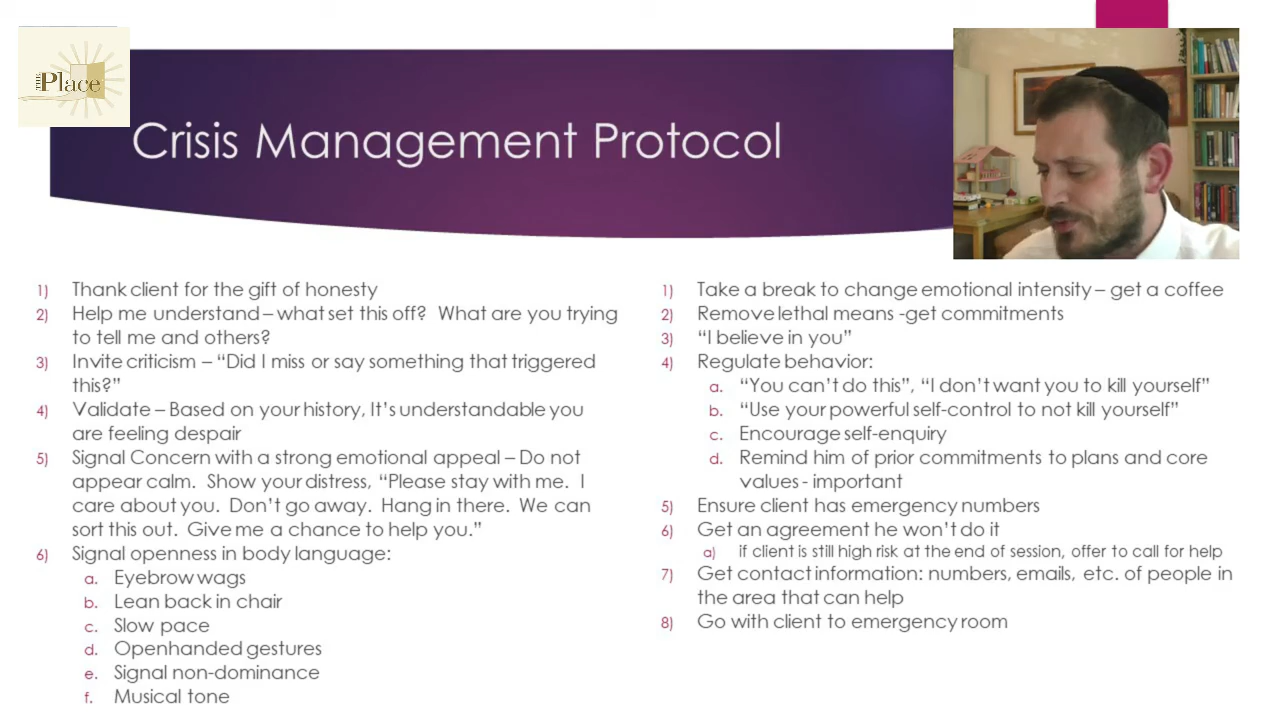 THE Place
Crisis Management Protocol
1) Thank client for the gift of honesty
2) Help me understand – what set this off? What are you trying
to tell me and others?
3) Invite criticism – “Did I miss or say something that triggered
this?”
4) Validate – Based on your history, It’s understandable you
are feeling despair
5) Signal Concern with a strong emotional appeal – Do not
appear calm. Show your distress, “Please stay with me. I
care about you. Don’t go away. Hang in there. We can
sort this out. Give me a chance to help you.”
6) Signal openness in body language:
a. Eyebrow wags
b. Lean back in chair
c. Slow pace
d. Openhanded gestures
e. Signal non-dominance
f. Musical tone
1) Take a break to change emotional intensity – get a coffee
2) Remove lethal means -get commitments
3) “I believe in you”
4) Regulate behavior:
a. “You can’t do this”, “I don’t want you to kill yourself”
b. “Use your powerful self-control to not kill yourself”
c. Encourage self-enquiry
d. Remind him of prior commitments to plans and core
values - important
5) Ensure client has emergency numbers
6) Get an agreement he won’t do it
a) if client is still high risk at the end of session, offer to call for help
7) Get contact information: numbers, emails, etc. of people in
the area that can help
8) Go with client to emergency room